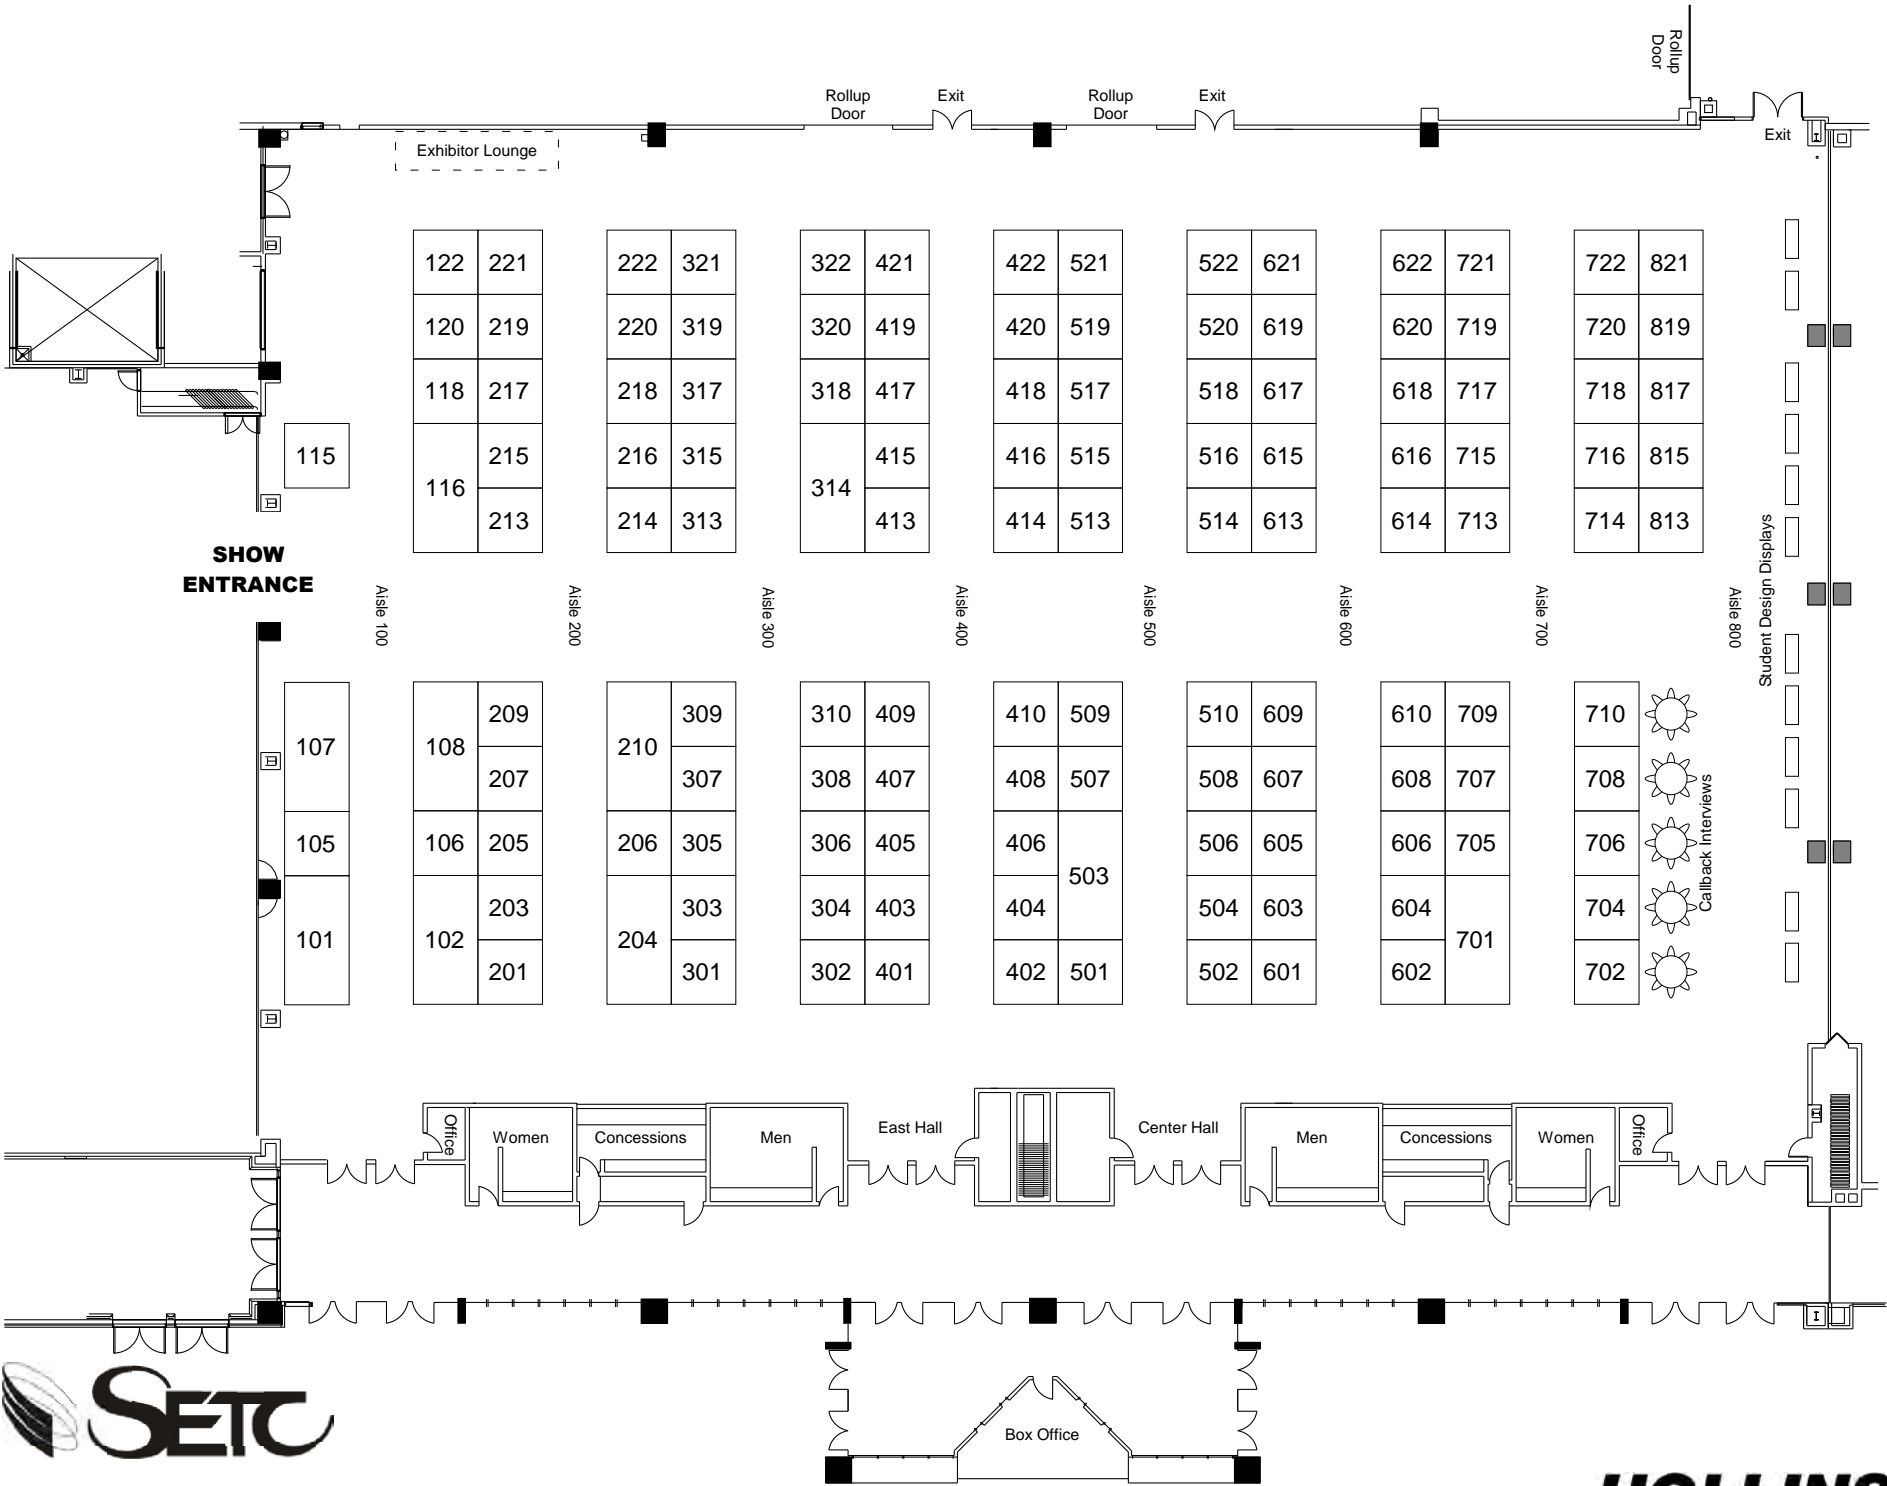 Rollup
Door
Rollup
Door
Exit
Rollup
Door
Exit
Exit
Exhibitor Lounge
122 221 222 321 322 421 422 521 522 621 622 721 722 821
120 219 220 319 320 419 420 519 520 619 620 719 720 819
118 217 218 317 318 417 418 517 518 617 618 717 718 817
115 215 216 315 415 416 515 516 615 616 715 716 815
116 314
213 214 313 413 414 513 514 613 614 713 714 813
SHOW
ENTRANCE
Aisle 100
Aisle 200
Aisle 300
Aisle 400
Aisle 500
Aisle 600
Aisle 700
Aisle 800
Student Design Displays
209 309 310 409 410 509 510 609 610 709 710
107 108 210
207 307 308 407 408 507 508 607 608 707 708
105 106 205 206 305 306 405 406 506 605 606 705 706
503
203 303 304 403 404 504 603 604 704
101 102 204 701
201 301 302 401 402 501 502 601 602 702
Callback Interviews
Office
Women
Concessions
Men
East Hall
Center Hall
Men
Concessions
Women
Office
Box Office
SETC